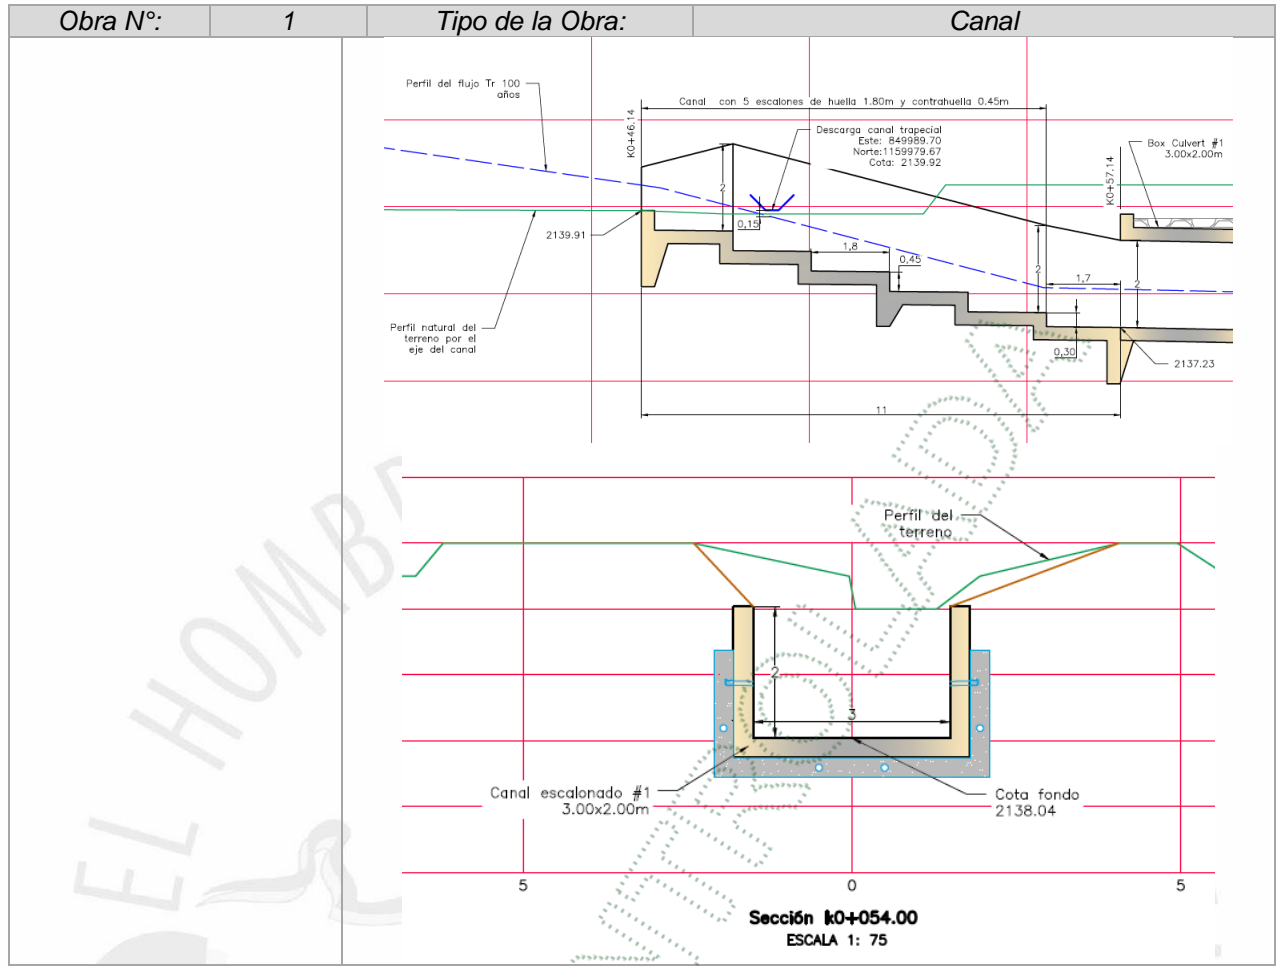 Obra N°: 1 Tipo de la Obra: Canal
Perfil del flujo Tr 100
años
K0+46.14
Canal con 5 escalones de huella 1.80m y contrahuella 0.45m
Descarga canal trapecial
Este: 849989.70
Norte:1159979.67
Cota: 2139.92
Box Culvert #1
3.00x2.00m
K0+57.14
2
0,15
2139.91
1,8
0,45
2
1,7
2
Perfil natural del
terreno por el
eje del canal
0,30
2137.23
11
Perfil del
terreno
2
3
Canal escalonado #1
3.00x2.00m
Cota fondo
2138.04
5 0 5
Sección k0+054.00
ESCALA 1: 75
EL HOMB
NTROLADA